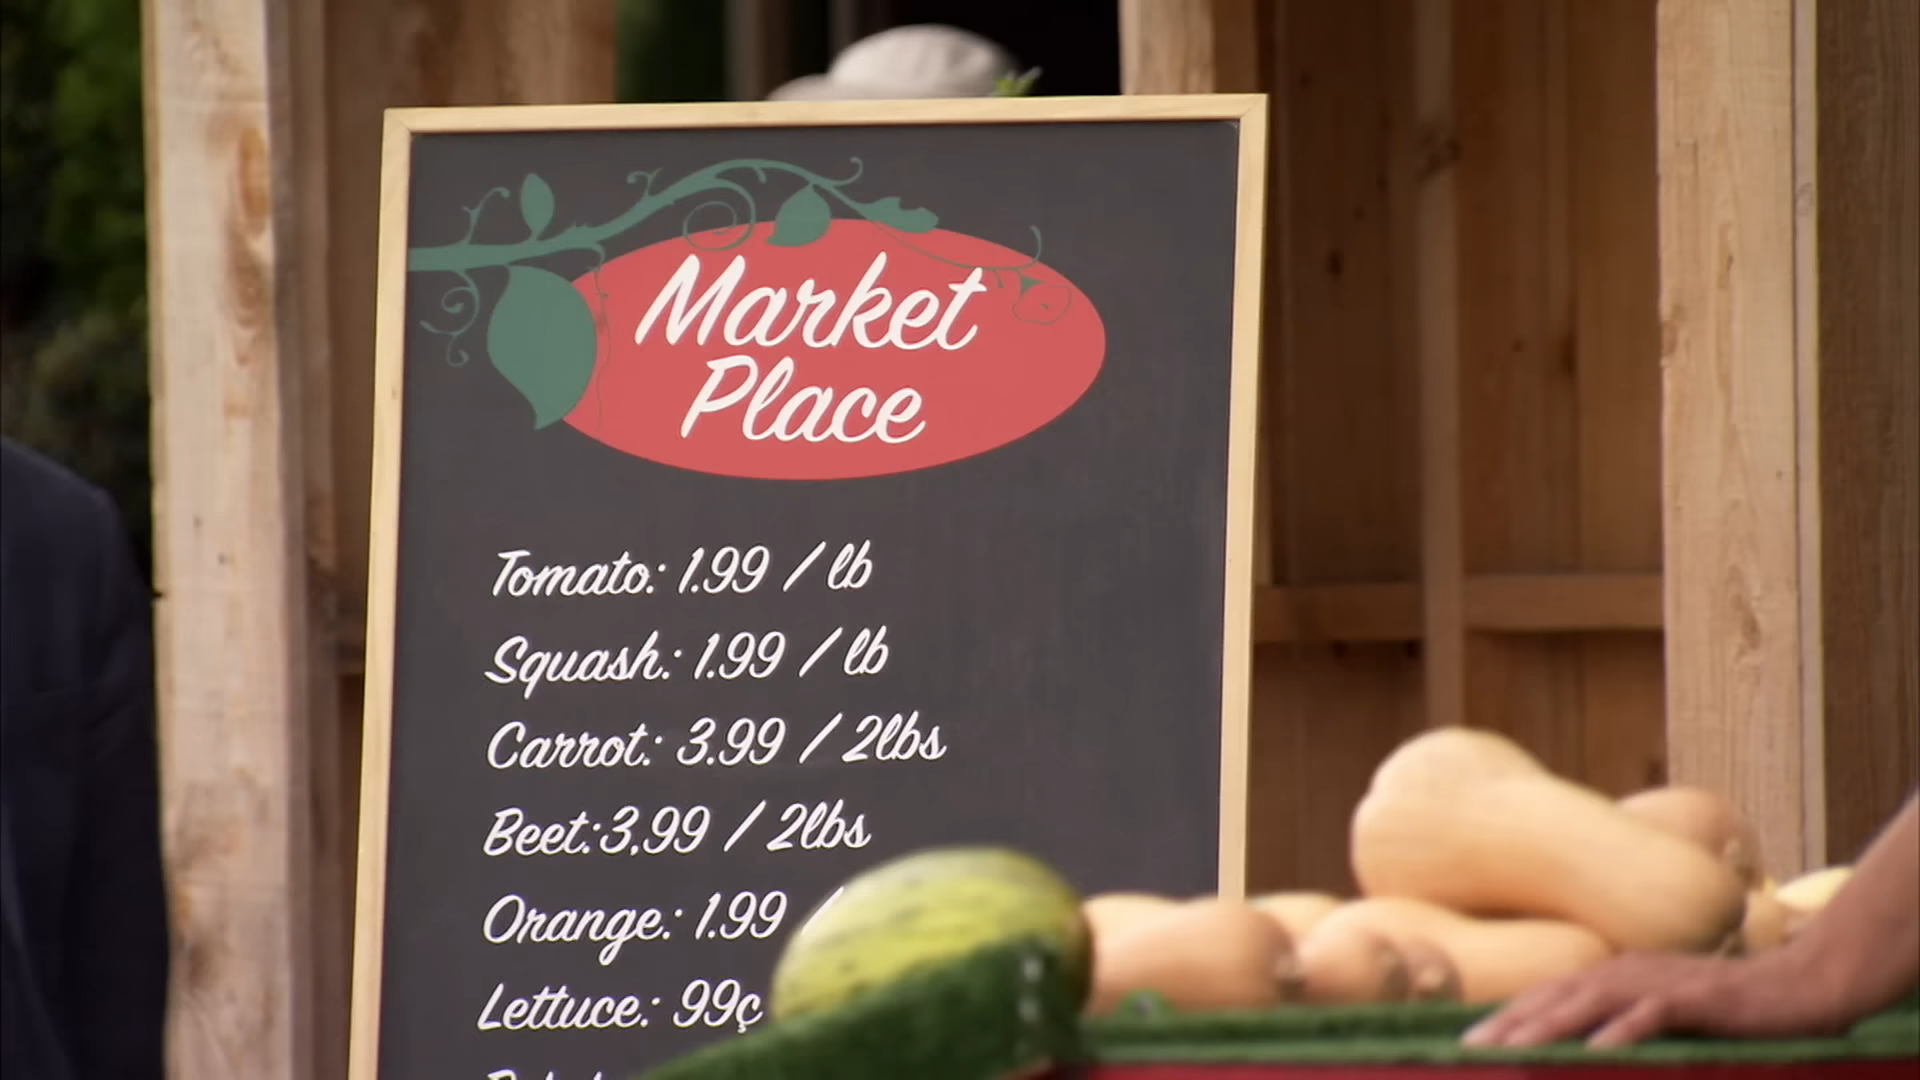 Market
Place
Tomato: 1.99 / lb
Squash: 1.99 / lb
Carrot: 3.99 / 2lbs
Beet:3.99 / 2lbs
Orange: 1.99 /
Lettuce: 99¢